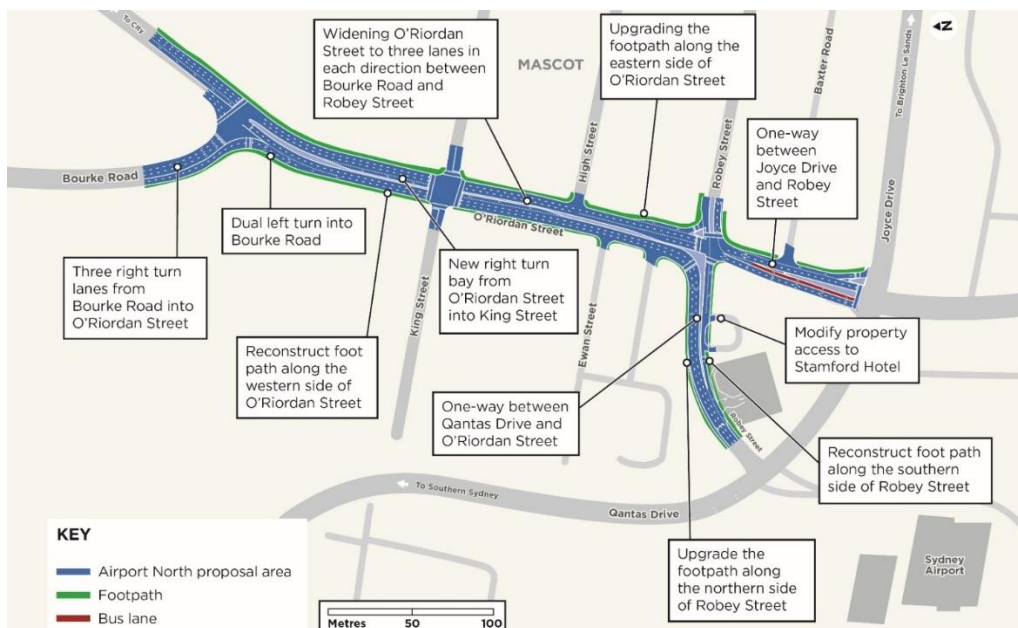 To City
Widening O'Riordan
Street to three lanes in
each direction between
Bourke Road and
Robey Street
MASCOT
Upgrading the
footpath along the
eastern side of
O'Riordan Street
N
Baxter Road
To Brighton Le Sands
High Street
Robey Street
One-way
between
Joyce Drive
and Robey
Street
Joyce Drive
Bourke Road
Dual left turn into
Bourke Road
O'Riordan Street
Three right turn
lanes from
Bourke Road into
O'Riordan Street
King Street
New right turn
bay from
O'Riordan Street
into King Street
Ewan Street
Modify property
access to
Stamford Hotel
Reconstruct foot
path along the
western side of
O'Riordan Street
One-way between
Qantas Drive and
O'Riordan Street
Robey Street
Reconstruct foot path
along the southern
side of Robey Street
To Southern Sydney
Qantas Drive
Upgrade the
footpath along
the northern side
of Robey Street
Sydney
Airport
KEY
Airport North proposal area
Footpath
Bus lane
Metres 50 100